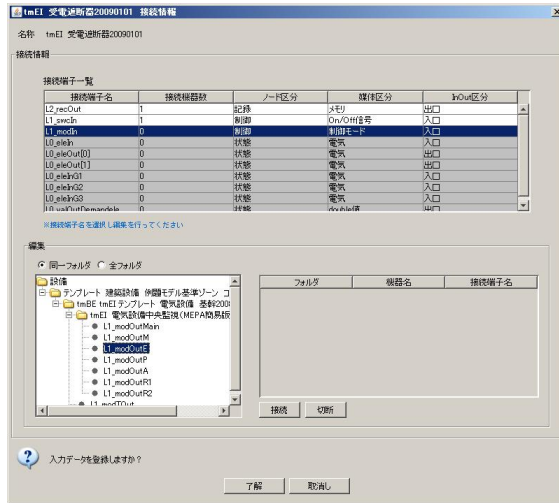 tmEI 受電遮断器20090101 接続情報
名称 tmEI 受電遮断器20090101
接続情報
接続端子一覧
接続端子名 接続機器数 ノード区分 媒体区分 InOut区分
L2_recOut 1 記録 メモリ 出口
L1_swcIn 1 制御 On/Off信号 入口
L1_modIn 0 制御 制御モード 入口
L0_eleIn 0 状態 電気 入口
L0_eleOut[0] 0 状態 電気 出口
L0_eleOut[1] 0 状態 電気 出口
L0_eleInG1 0 状態 電気 入口
L0_eleInG2 0 状態 電気 入口
L0_eleInG3 0 状態 電気 入口
L0_valOutDemandele 0 状態 double値 出口
※接続端子名を選択し編集を行ってください
編集
同一フォルダ 全フォルダ
設備
テンプレート 建築設備 例題モデル基準ゾーン コ
tmBE tmEIテンプレート 電気設備 基幹200
tmEI 電気設備中央監視(MEPA簡易版
L1_modOutMain
L1_modOutM
L1_modOutE
L1_modOutP
L1_modOutA
L1_modOutR1
L1_modOutR2
L1_modTOut
フォルダ 機器名 接続端子名
接続 切断
入力データを登録しますか?
了解 取消し